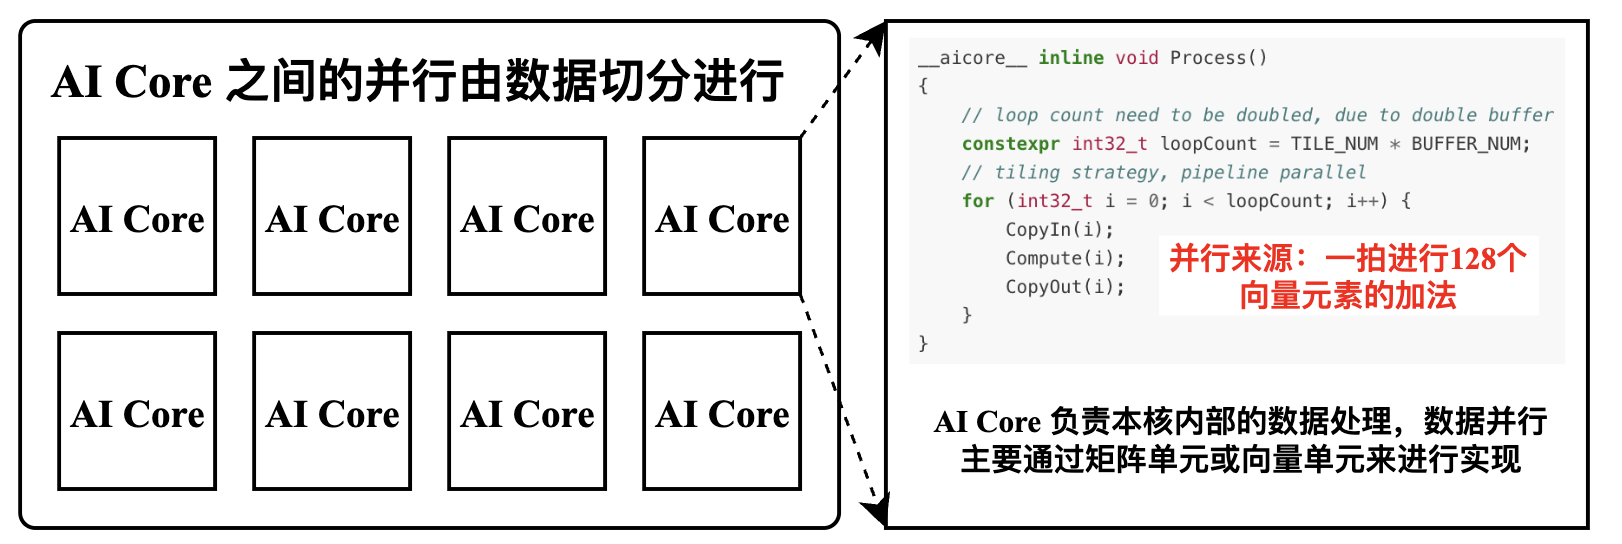 AI Core 之间的并行由数据切分进行
AI Core
AI Core
AI Core
AI Core
AI Core
AI Core
AI Core
AI Core
__aicore__ inline void Process()
{
    // loop count need to be doubled, due to double buffer
    constexpr int32_t loopCount = TILE_NUM * BUFFER_NUM;
    // tiling strategy, pipeline parallel
    for (int32_t i = 0; i < loopCount; i++) {
        CopyIn(i);
        Compute(i);
        CopyOut(i);
    }
}
并行来源：一拍进行128个
向量元素的加法
AI Core 负责本核内部的数据处理，数据并行
主要通过矩阵单元或向量单元来进行实现